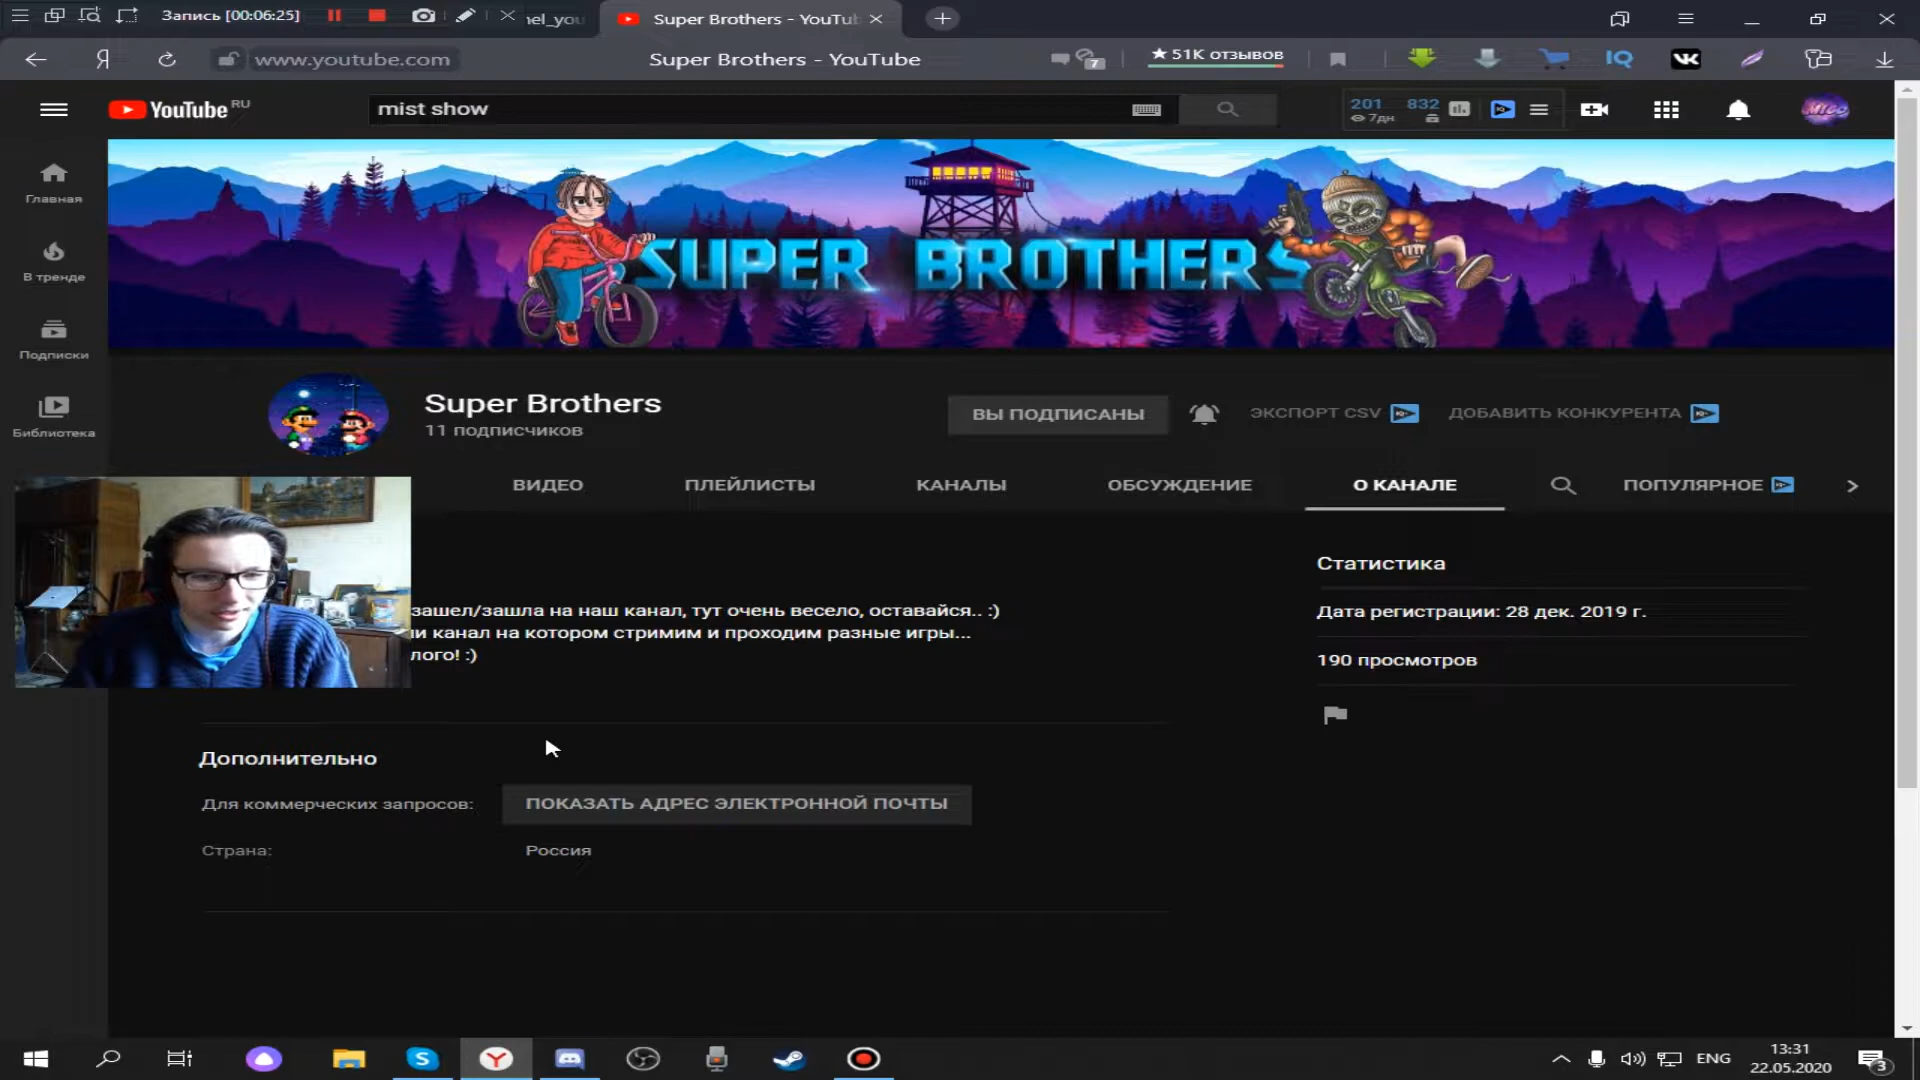 Запись [00:06:25]
Super Brothers - YouTu
www.youtube.com
Super Brothers - YouTube
7
★ 51K отзывов
IQ
YouTube RU
mist show
201
7дн
832
Главная
В тренде
Подписки
Библиотека
SUPER BROTHERS
Super Brothers
11 подписчиков
ВЫ ПОДПИСАНЫ
ЭКСПОРТ CSV
ДОБАВИТЬ КОНКУРЕНТА
ВИДЕО
ПЛЕЙЛИСТЫ
КАНАЛЫ
ОБСУЖДЕНИЕ
О КАНАЛЕ
ПОПУЛЯРНОЕ
зашел/зашла на наш канал, тут очень весело, оставайся.. :)
канал на котором стримим и проходим разные игры...
лого! :)
Статистика
Дата регистрации: 28 дек. 2019 г.
190 просмотров
Дополнительно
Для коммерческих запросов:
ПОКАЗАТЬ АДРЕС ЭЛЕКТРОННОЙ ПОЧТЫ
Страна:
Россия
ENG
13:31
22.05.2020
3